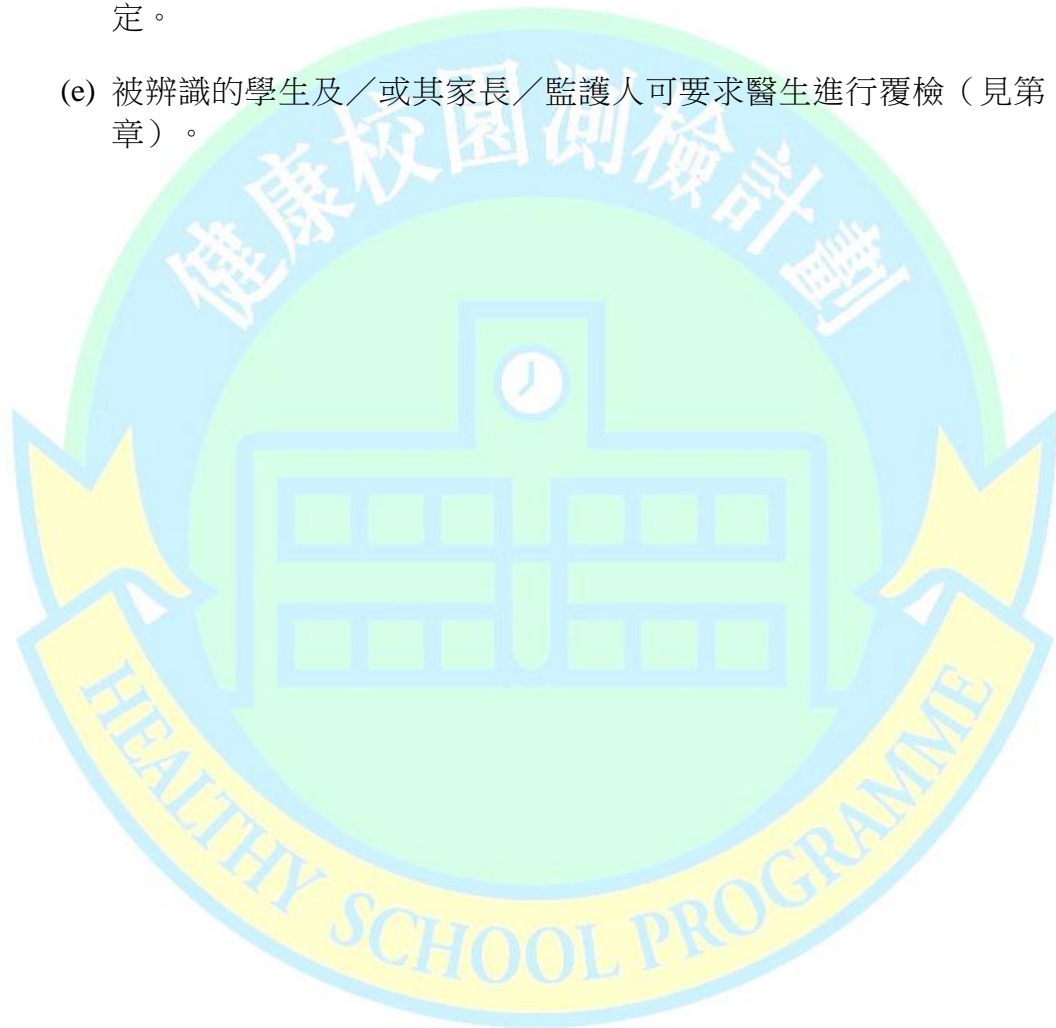 定。
(e) 被辨識的學生及／或其家長／監護人可要求醫生進行覆檢（見第
章）。
健康校園測檢計劃
HEALTHY SCHOOL PROGRAMME